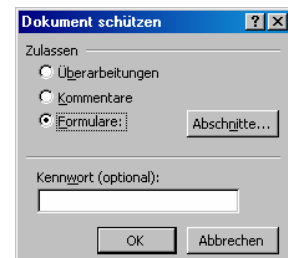 Dokument schützen
Zulassen
Überarbeitungen
Kommentare
Formulare:
Abschnitte...
Kennwort (optional):
OK
Abbrechen